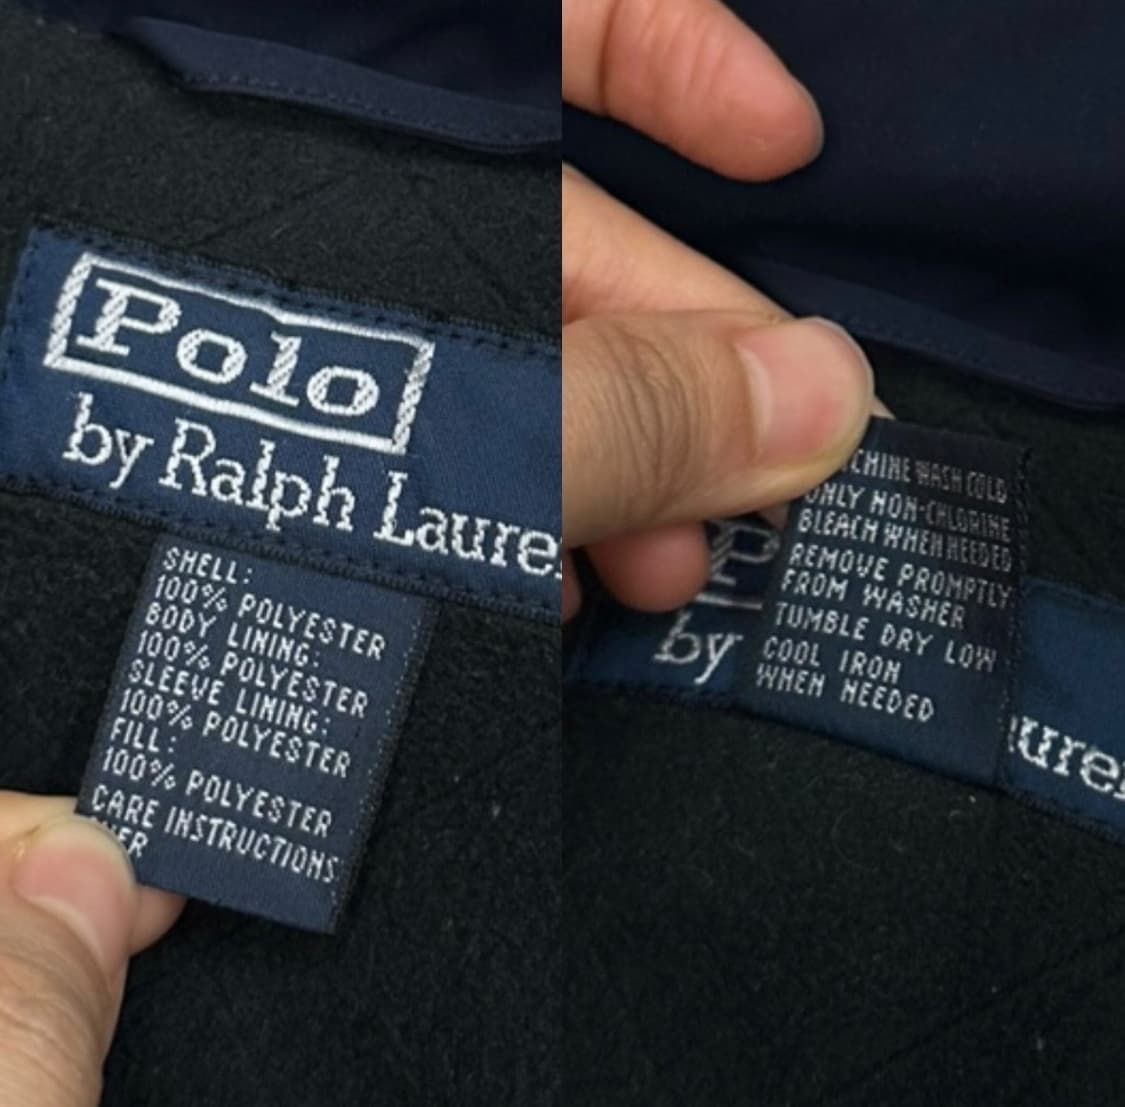 Polo
by Ralph Laure
SHELL:
100% POLYESTER
BODY LINING:
100% POLYESTER
SLEEVE LINING:
100% POLYESTER
FILL:
100% POLYESTER
CARE INSTRUCTIONS
CHINE WASH COLD
ONLY NON-CHLORINE
BLEACH WHEN NEEDED
REMOVE PROMPTLY
FROM WASHER
TUMBLE DRY LOW
COOL IRON
WHEN NEEDED
P
by
ure